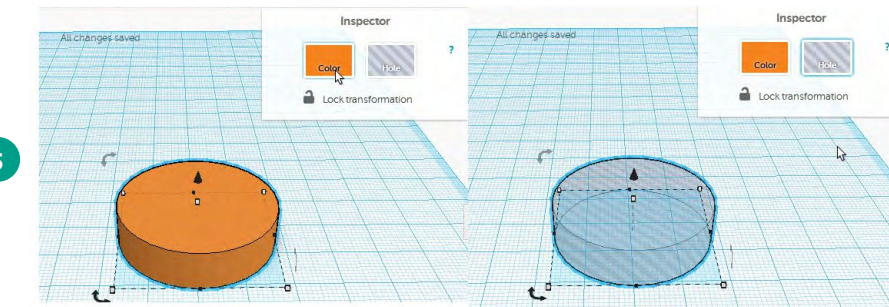 Inspector
All changes saved
Color
Hole
?
Lock transformation
Inspector
All changes saved
Color
Hole
?
Lock transformation